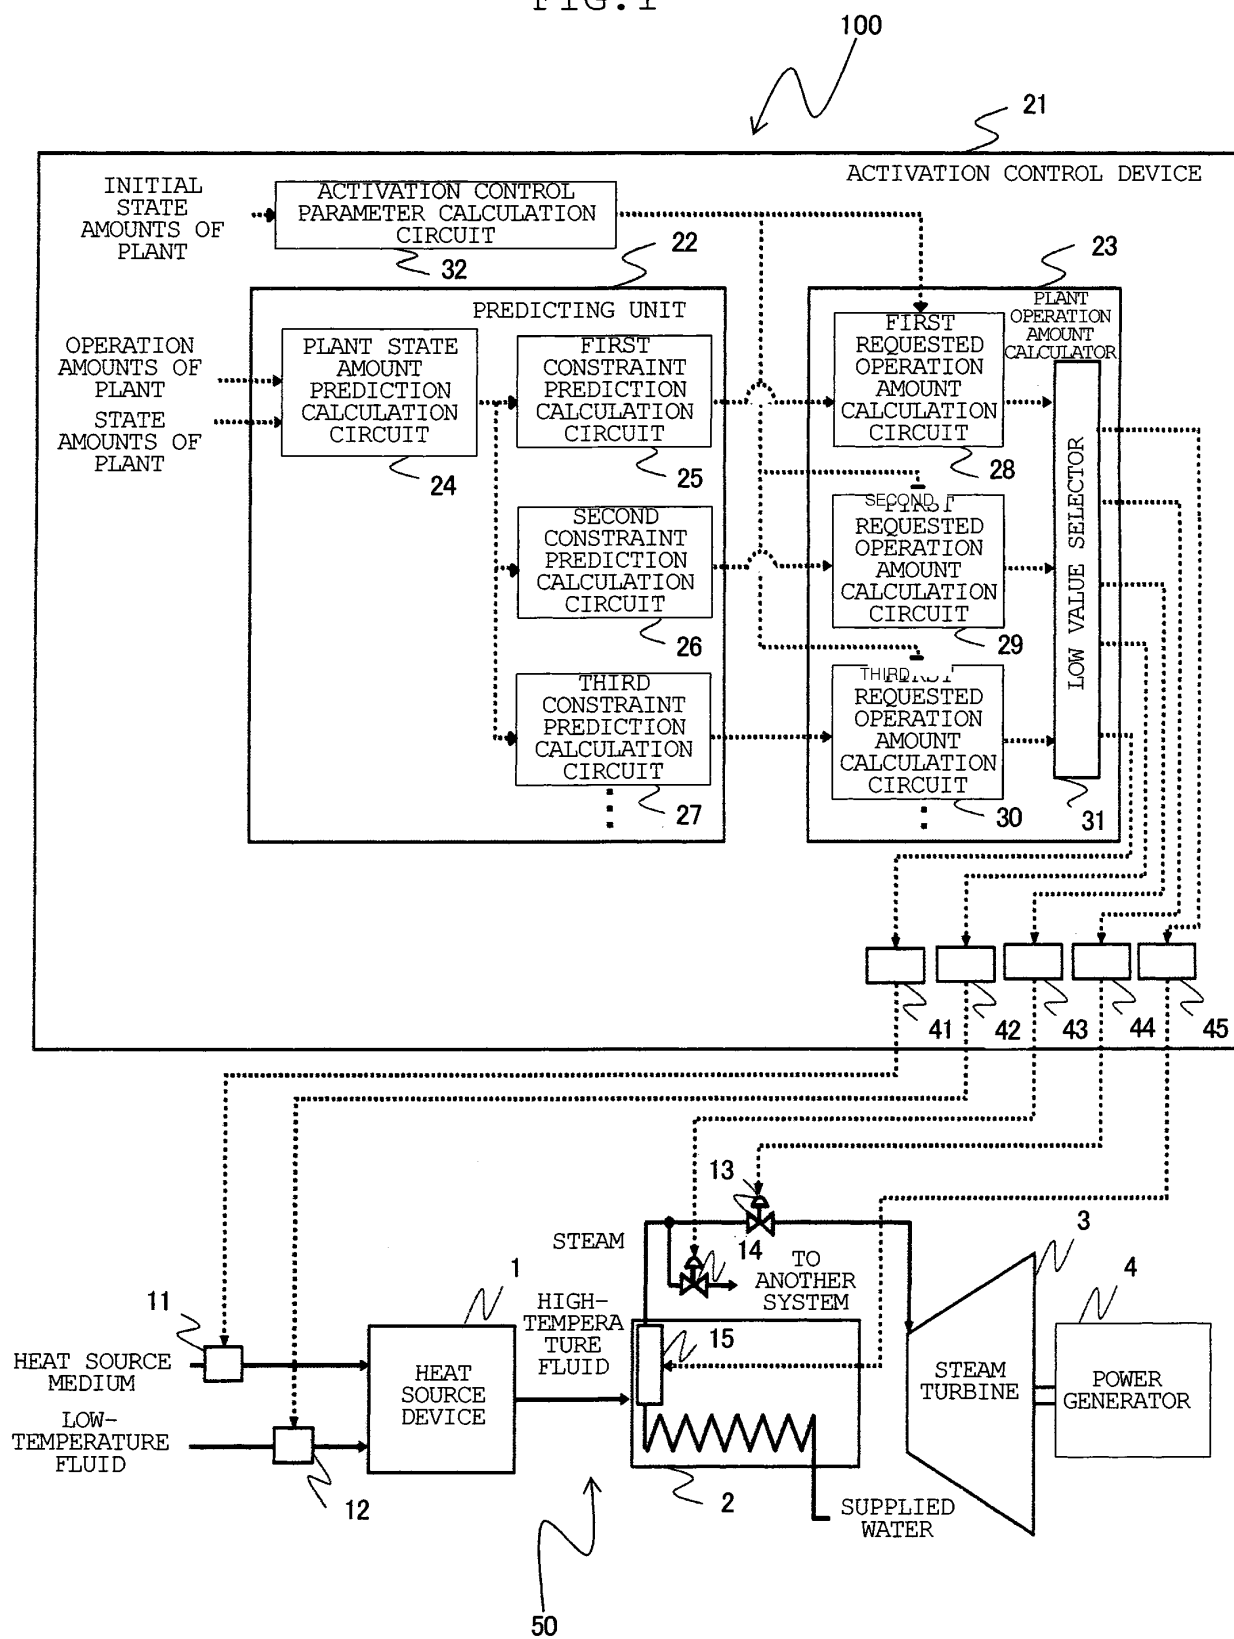 FIG.1
100
21
ACTIVATION CONTROL DEVICE
INITIAL
STATE
AMOUNTS OF
PLANT
ACTIVATION CONTROL
PARAMETER CALCULATION
CIRCUIT
32
22
23
PREDICTING UNIT
PLANT
OPERATION
AMOUNT
CALCULATOR
OPERATION
AMOUNTS OF
PLANT
STATE
AMOUNTS OF
PLANT
PLANT STATE
AMOUNT
PREDICTION
CALCULATION
CIRCUIT
24
FIRST
CONSTRAINT
PREDICTION
CALCULATION
CIRCUIT
25
FIRST
REQUESTED
OPERATION
AMOUNT
CALCULATION
CIRCUIT
28
SECOND
CONSTRAINT
PREDICTION
CALCULATION
CIRCUIT
26
SECOND
REQUESTED
OPERATION
AMOUNT
CALCULATION
CIRCUIT
29
THIRD
CONSTRAINT
PREDICTION
CALCULATION
CIRCUIT
27
THIRD
REQUESTED
OPERATION
AMOUNT
CALCULATION
CIRCUIT
30
LOW VALUE SELECTOR
31
41
42
43
44
45
13
14
STEAM
TO
ANOTHER
SYSTEM
3
4
11
1
HIGH-
TEMPERA
TURE
FLUID
15
HEAT SOURCE
MEDIUM
LOW-
TEMPERATURE
FLUID
12
HEAT
SOURCE
DEVICE
STEAM
TURBINE
POWER
GENERATOR
2
SUPPLIED
WATER
50